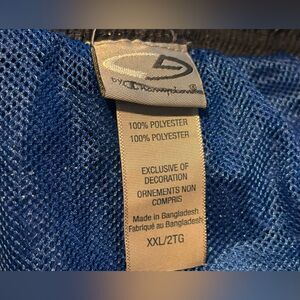 by Champion
100% POLYESTER
100% POLYESTER
EXCLUSIVE OF
DECORATION
ORNEMENTS NON
COMPRIS
Made in Bangladesh
Fabriqué au Bangladesh
XXL/2TG